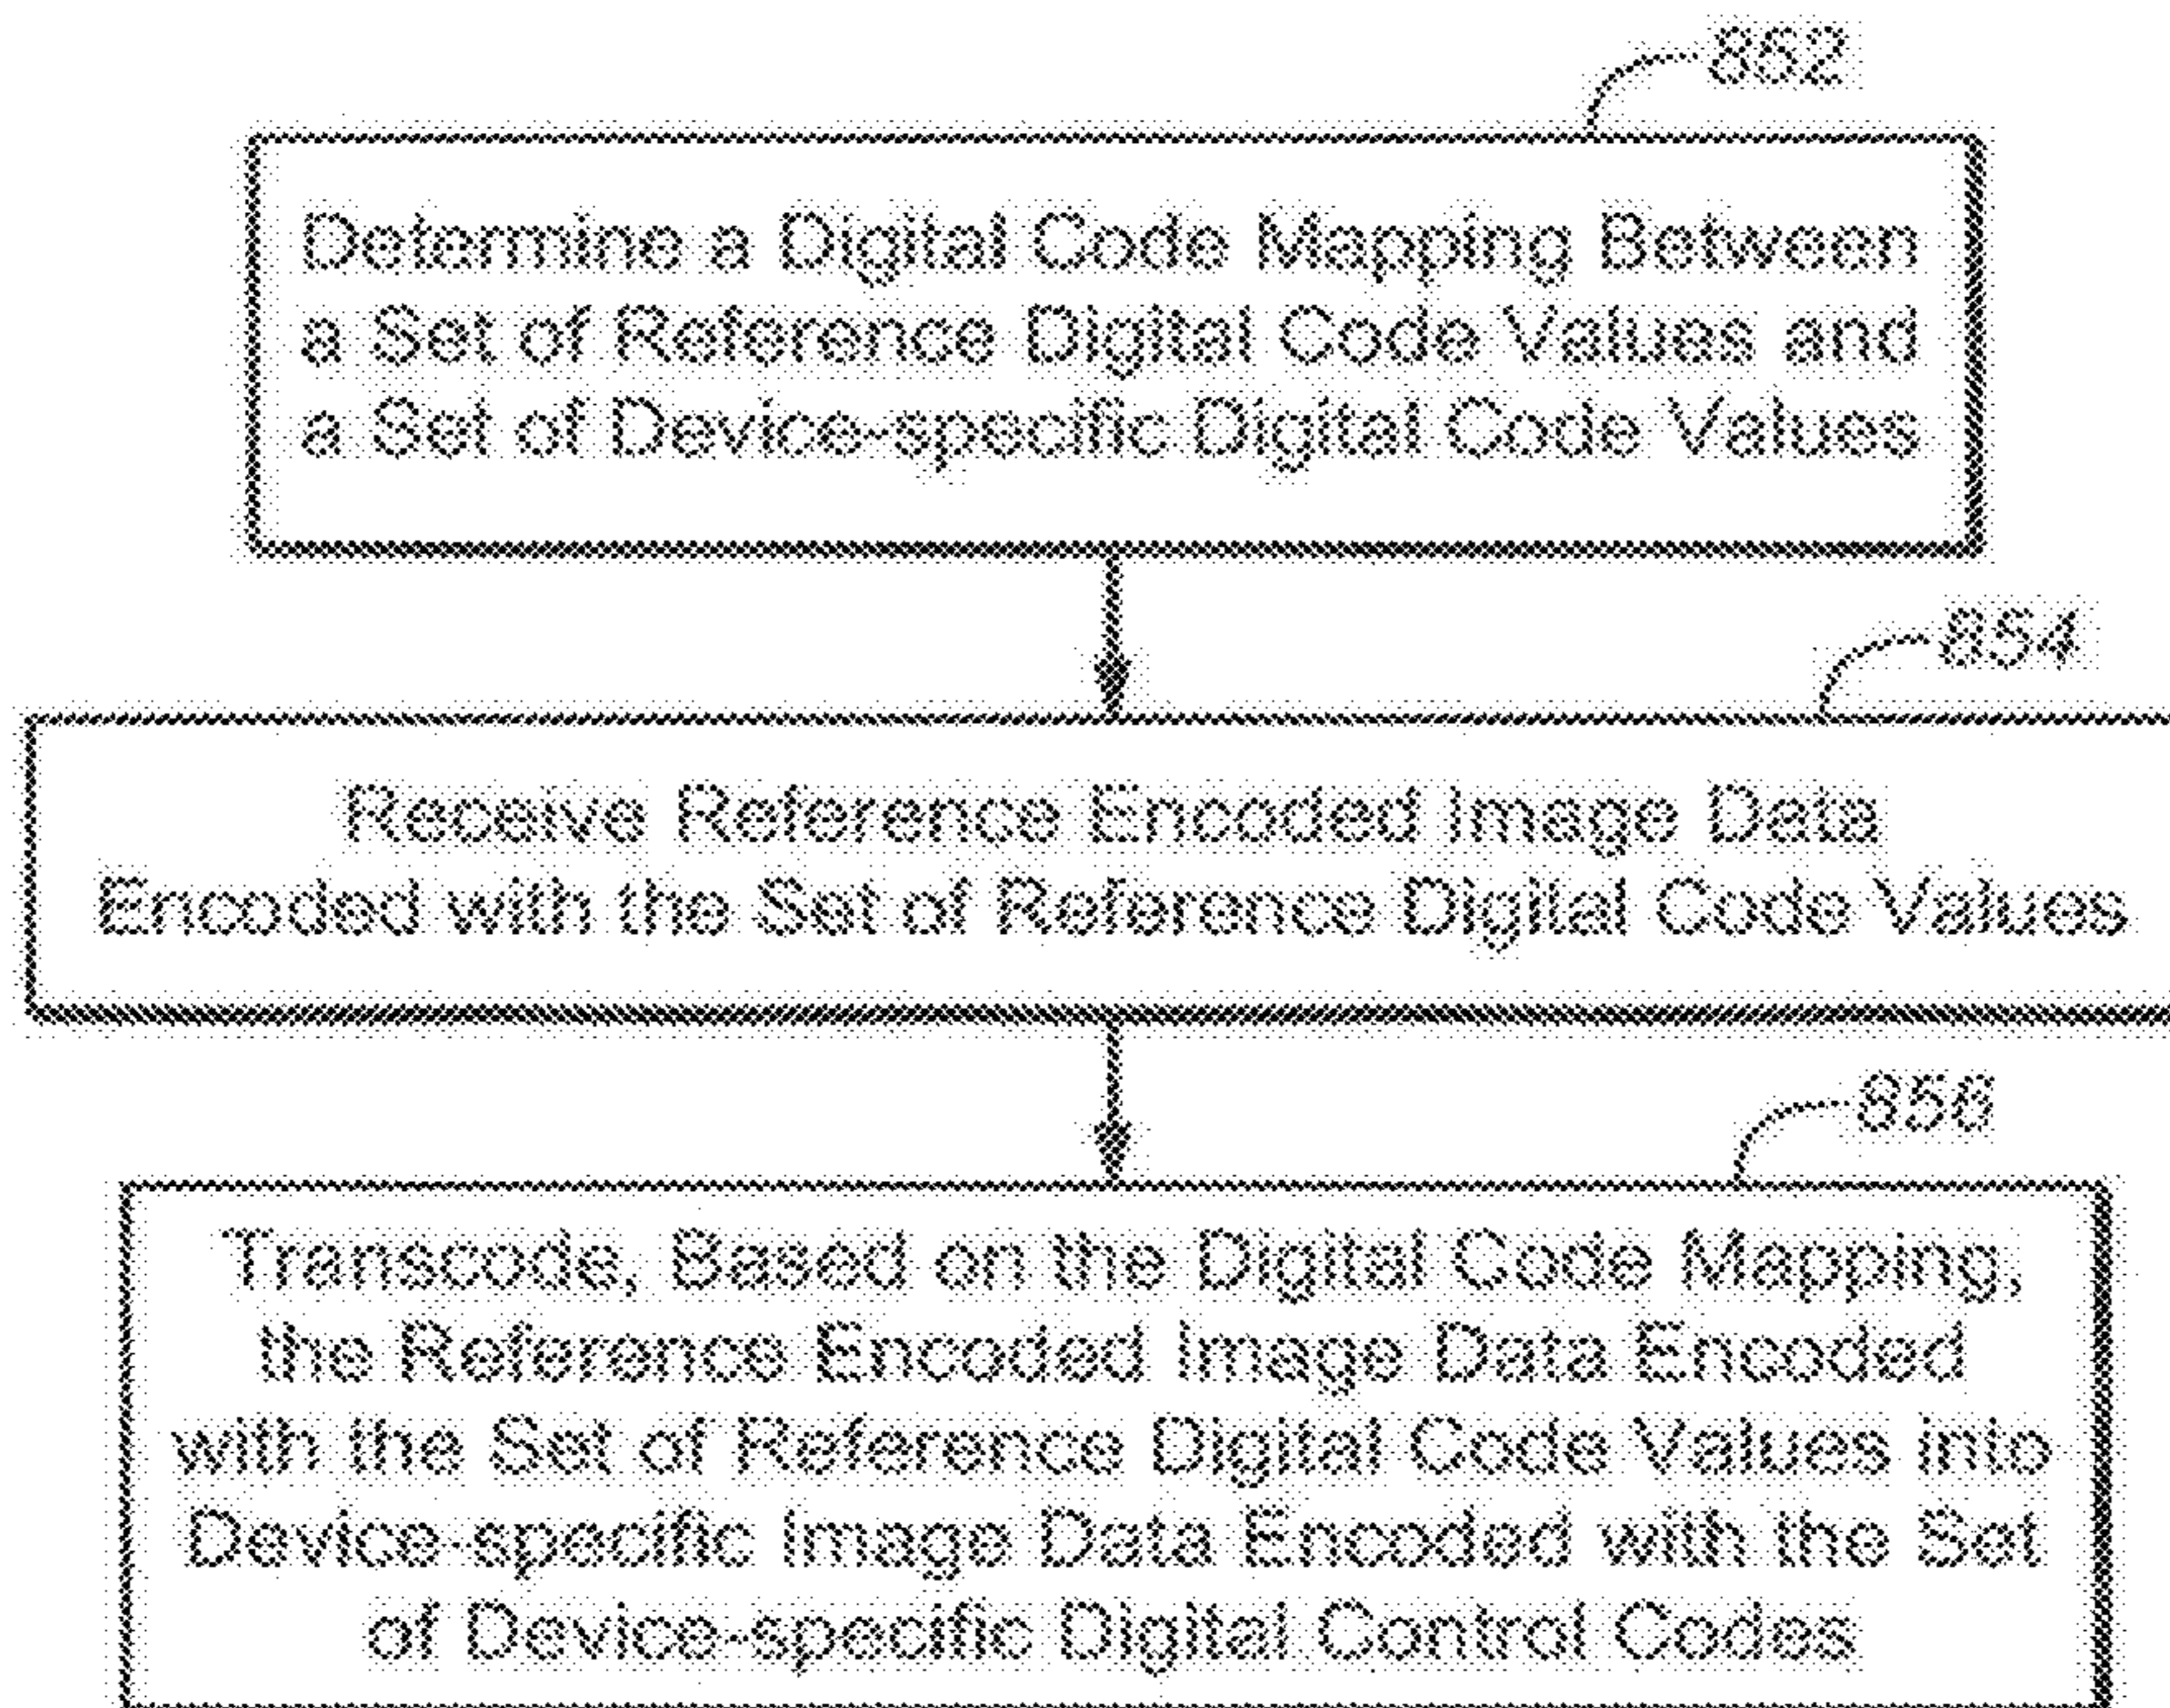 852
Determine a Digital Code Mapping Between
a Set of Reference Digital Code Values and
a Set of Device-specific Digital Code Values
854
Receive Reference Encoded Image Data
Encoded with the Set of Reference Digital Code Values
856
Transcode, Based on the Digital Code Mapping,
the Reference Encoded Image Data Encoded
with the Set of Reference Digital Code Values into
Device-specific Image Data Encoded with the Set
of Device-specific Digital Control Codes